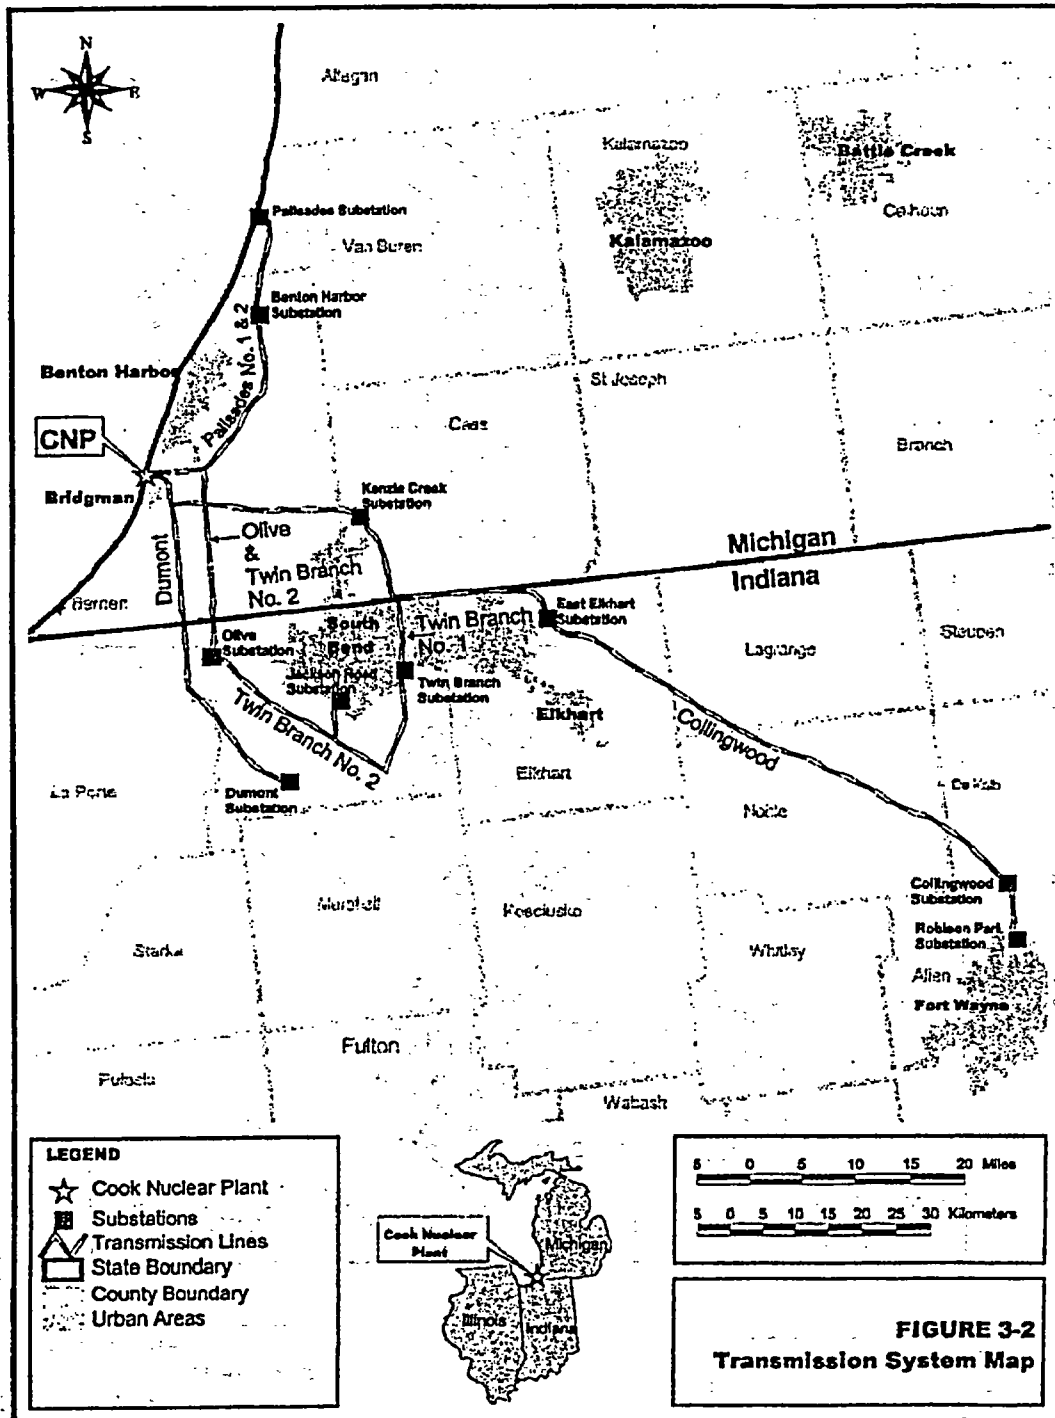 N
W E
S
Allegan
Kalamazoo
Battle Creek
Calhoun
Palisades Substation
Van Buren
Kalamazoo
Benton Harbor
Substation
Palisades No. 1 & 2
Benton Harbor
St Joseph
Cass
Branch
CNP
Bridgman
Kenzie Creek
Substation
Olive
&
Twin Branch
No. 2
Dumont
Michigan
Indiana
Berrien
Olive
Substation
South
Bend
Twin Branch
No. 1
East Elkhart
Substation
Steuben
Lagrange
Jackson Road
Substation
Twin Branch
Substation
Elkhart
Twin Branch No. 2
Collingwood
La Porte
Dumont
Substation
Elkhart
De Kalb
Noble
Collingwood
Substation
Marshall
Kosciusko
Robison Park
Substation
Starke
Whitley
Allen
Fort Wayne
Fulton
Pulaski
Wabash
LEGEND
Cook Nuclear Plant
Substations
Transmission Lines
State Boundary
County Boundary
Urban Areas
Cook Nuclear
Plant
Michigan
Illinois
Indiana
5 0 5 10 15 20 Miles
5 0 5 10 15 20 25 30 Kilometers
FIGURE 3-2
Transmission System Map